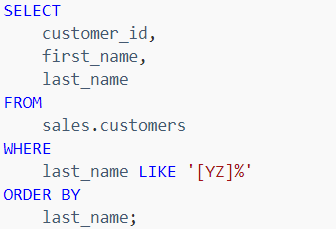 SELECT
    customer_id,
    first_name,
    last_name
FROM
    sales.customers
WHERE
    last_name LIKE '[YZ]%'
ORDER BY
    last_name;